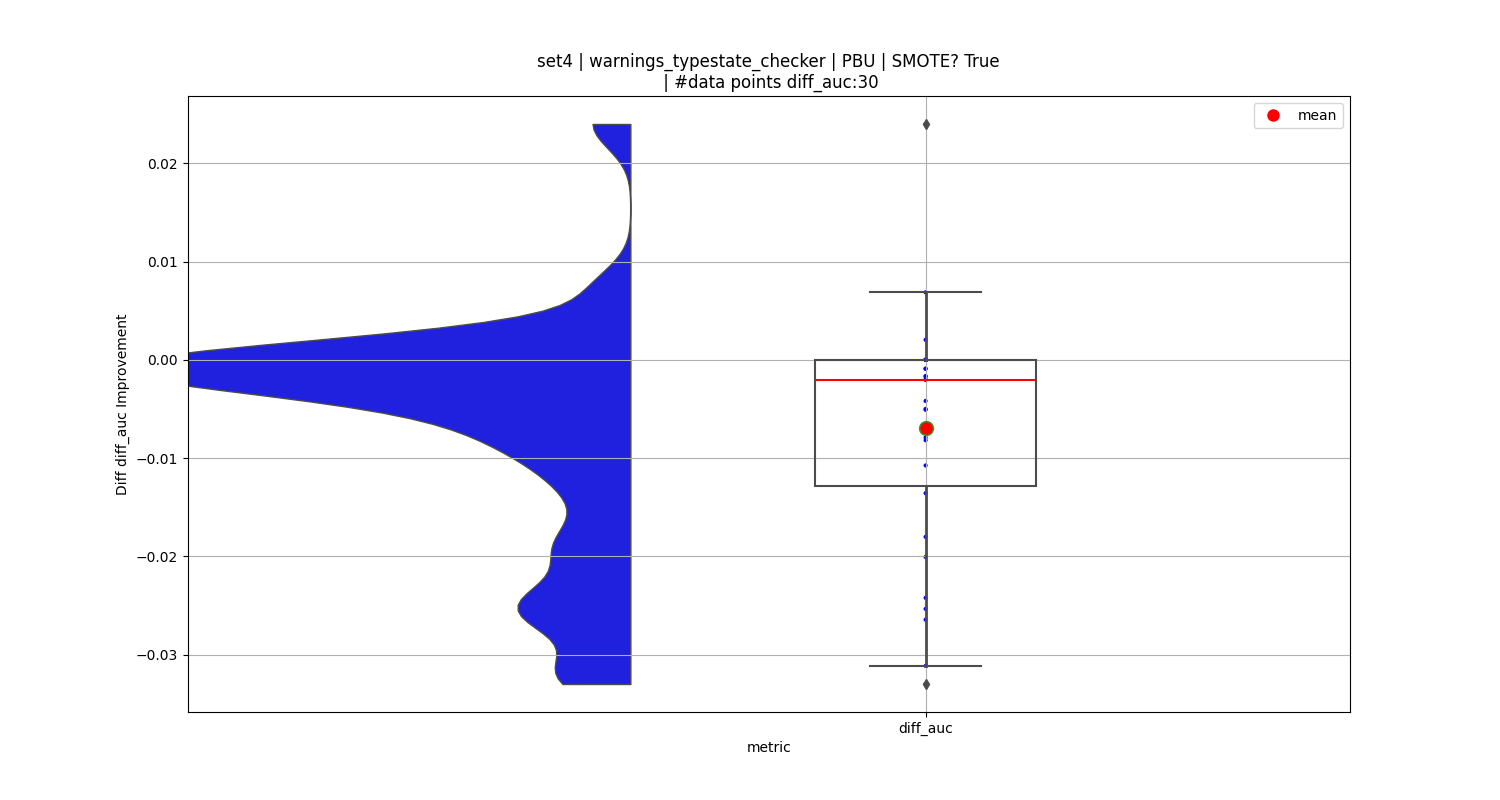 set4 | warnings_typestate_checker | PBU | SMOTE? True
| #data points diff_auc:30
mean
0.02
0.01
0.00
−0.01
−0.02
−0.03
Diff diff_auc Improvement
diff_auc
metric